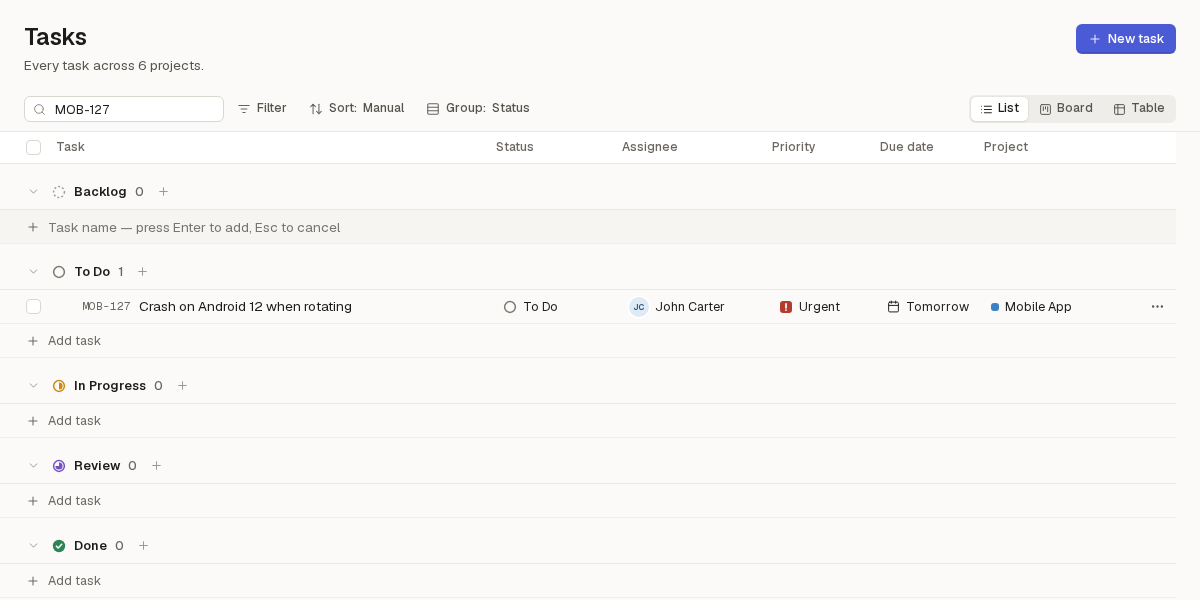 Tasks
New task
Every task across 6 projects.
MOB-127 Filter Sort: Manual Group: Status List Board Table
Task Status Assignee Priority Due date Project
Backlog 0
Task name — press Enter to add, Esc to cancel
To Do 1
MOB-127 Crash on Android 12 when rotating To Do JC John Carter Urgent Tomorrow Mobile App
Add task
In Progress 0
Add task
Review 0
Add task
Done 0
Add task